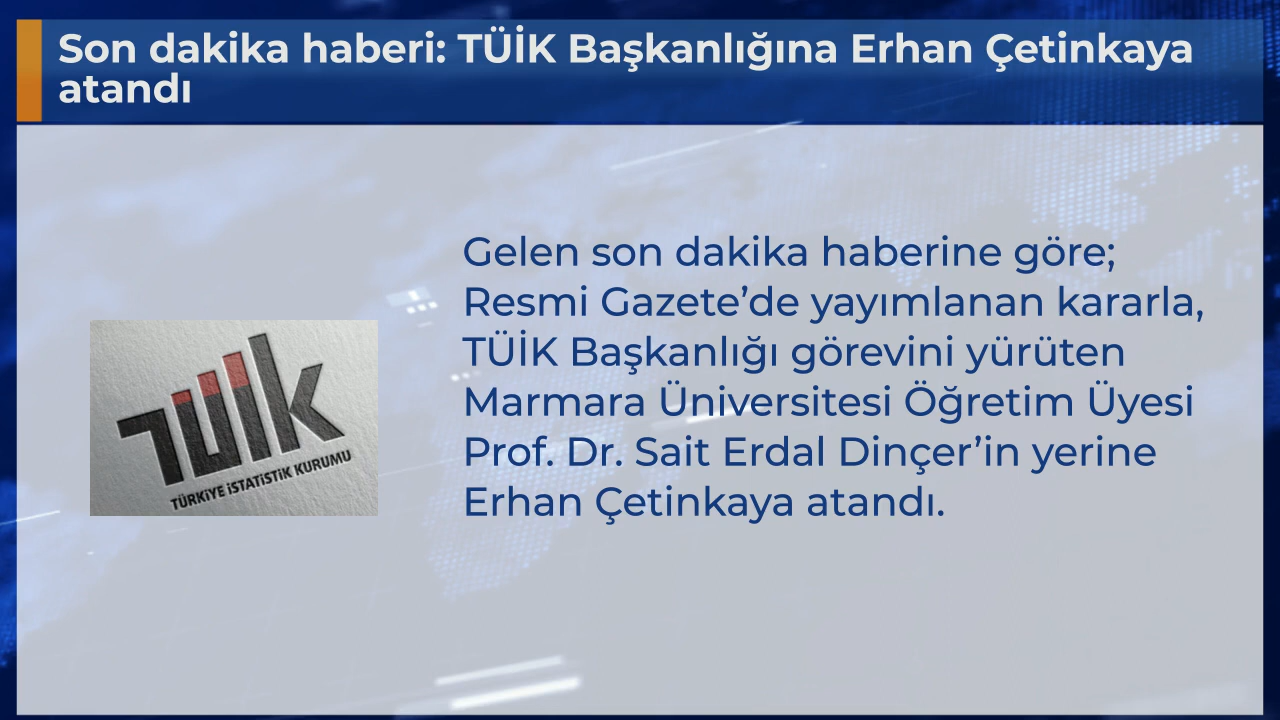 Son dakika haberi: TÜİK Başkanlığına Erhan Çetinkaya
atandı
Gelen son dakika haberine göre;
Resmi Gazete’de yayımlanan kararla,
TÜİK Başkanlığı görevini yürüten
Marmara Üniversitesi Öğretim Üyesi
Prof. Dr. Sait Erdal Dinçer’in yerine
Erhan Çetinkaya atandı.
TÜİK
TÜRKİYE İSTATİSTİK KURUMU